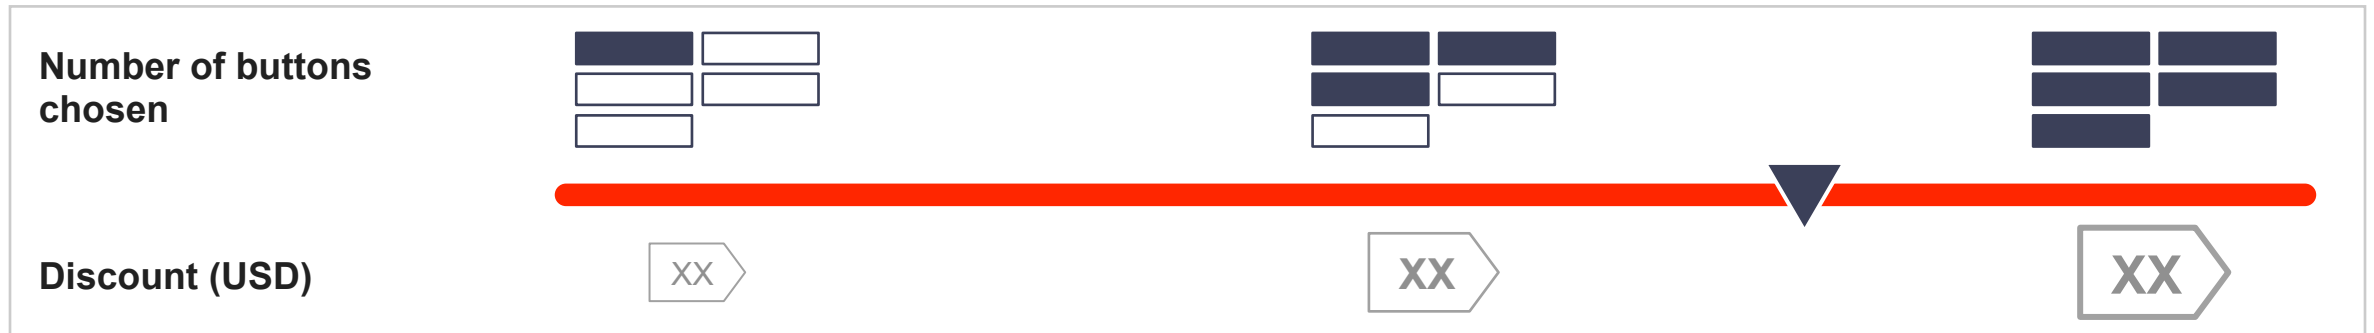 Number of buttons
chosen
Discount (USD)
XX
XX
XX